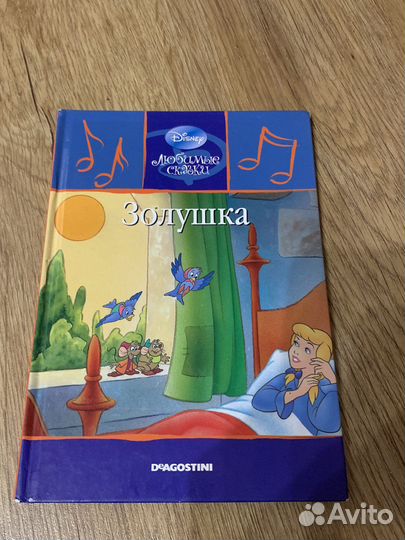 Disney
Любимые
сказки
Золушка
DeAGOSTINI
Avito